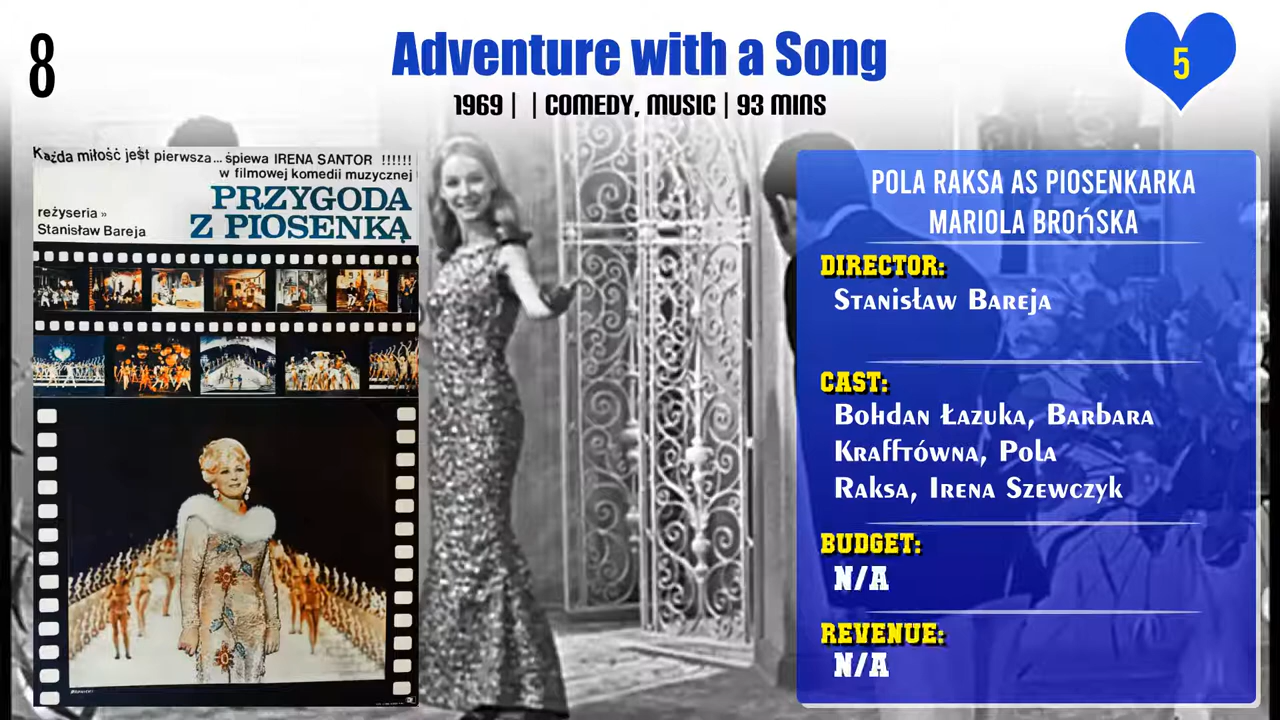 8
Adventure with a Song
5
1969 | | COMEDY, MUSIC | 93 MINS
Każda miłość jest pierwsza... śpiewa IRENA SANTOR !!!!!!
w filmowej komedii muzycznej
PRZYGODA
Z PIOSENKĄ
reżyseria »
Stanisław Bareja
POLA RAKSA AS PIOSENKARKA
MARIOLA BROńSKA
DIRECTOR:
Stanisław Bareja
CAST:
Bohdan Łazuka, Barbara
Krafftówna, Pola
Raksa, Irena Szewczyk
BUDGET:
N/A
REVENUE:
N/A